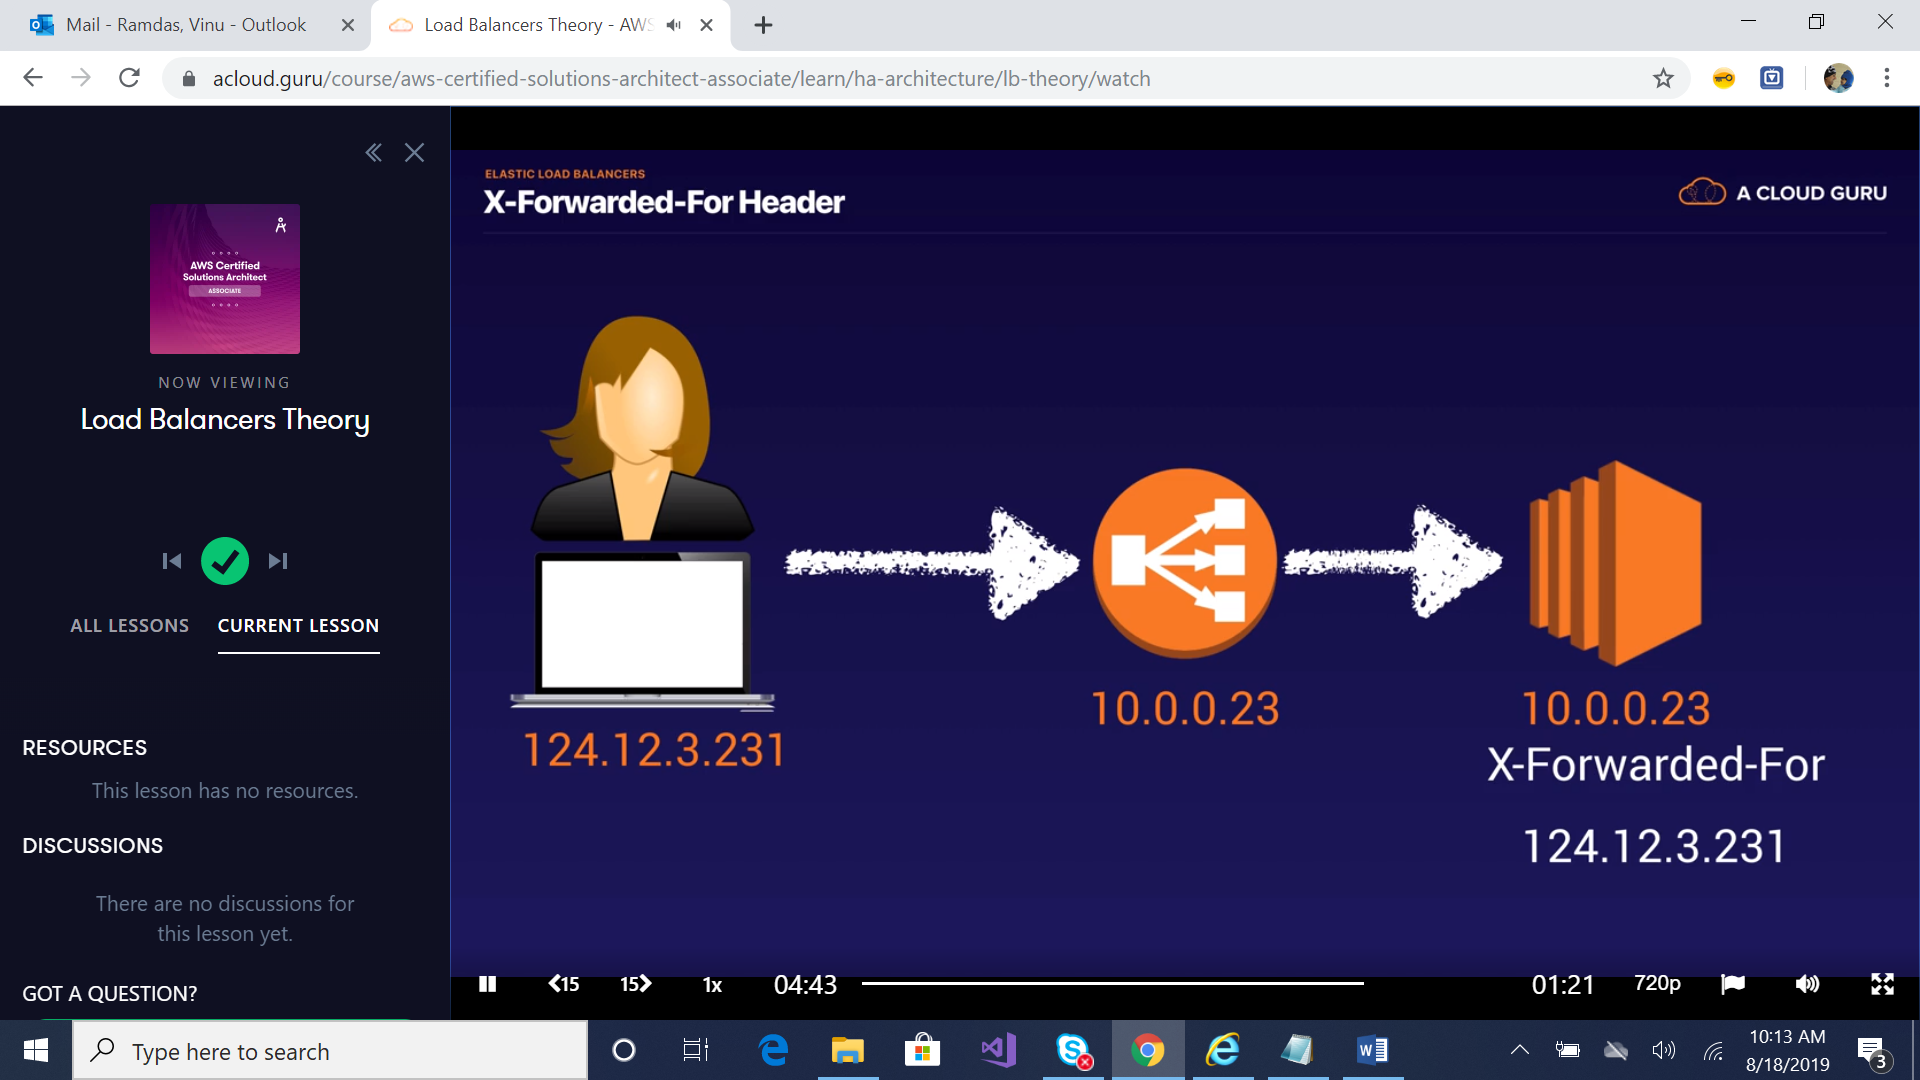 Mail - Ramdas, Vinu - Outlook
Load Balancers Theory - AWS
acloud.guru/course/aws-certified-solutions-architect-associate/learn/ha-architecture/lb-theory/watch
AWS Certified
Solutions Architect
ASSOCIATE
NOW VIEWING
Load Balancers Theory
ALL LESSONS
CURRENT LESSON
RESOURCES
This lesson has no resources.
DISCUSSIONS
There are no discussions for
this lesson yet.
GOT A QUESTION?
ELASTIC LOAD BALANCERS
X-Forwarded-For Header
A CLOUD GURU
124.12.3.231
10.0.0.23
10.0.0.23
X-Forwarded-For
124.12.3.231
15
15
1x
04:43
01:21
720p
Type here to search
10:13 AM
8/18/2019
3